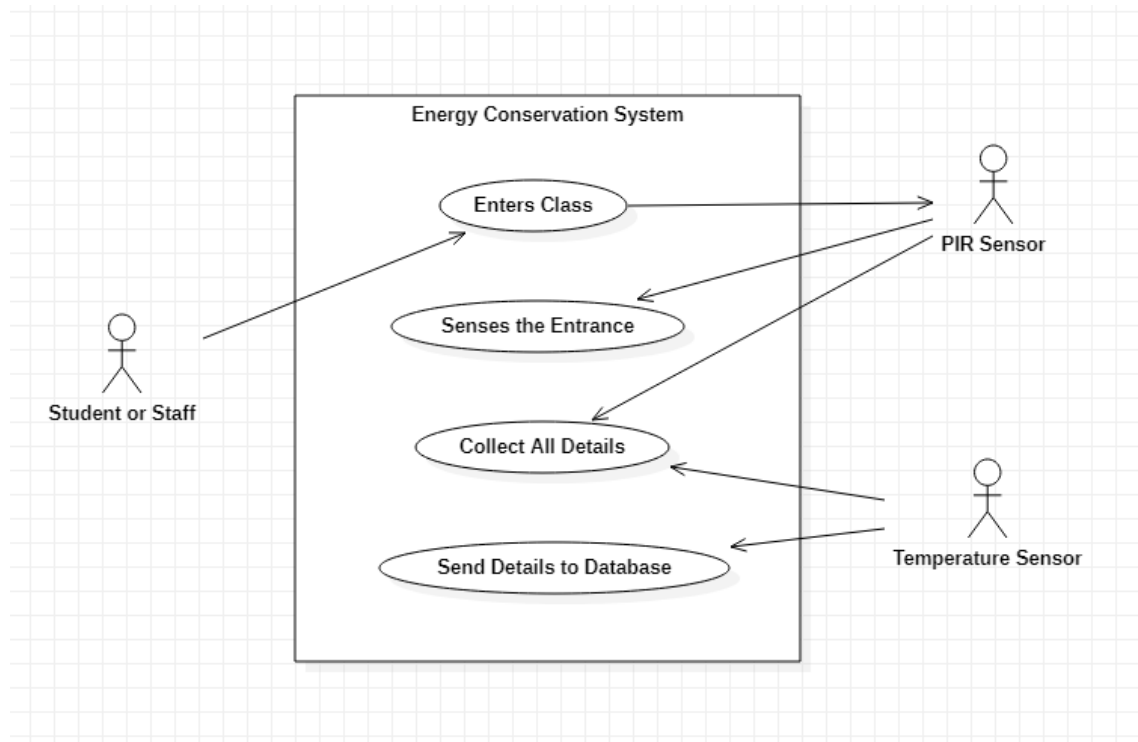 Energy Conservation System
Enters Class
PIR Sensor
Senses the Entrance
Student or Staff
Collect All Details
Temperature Sensor
Send Details to Database